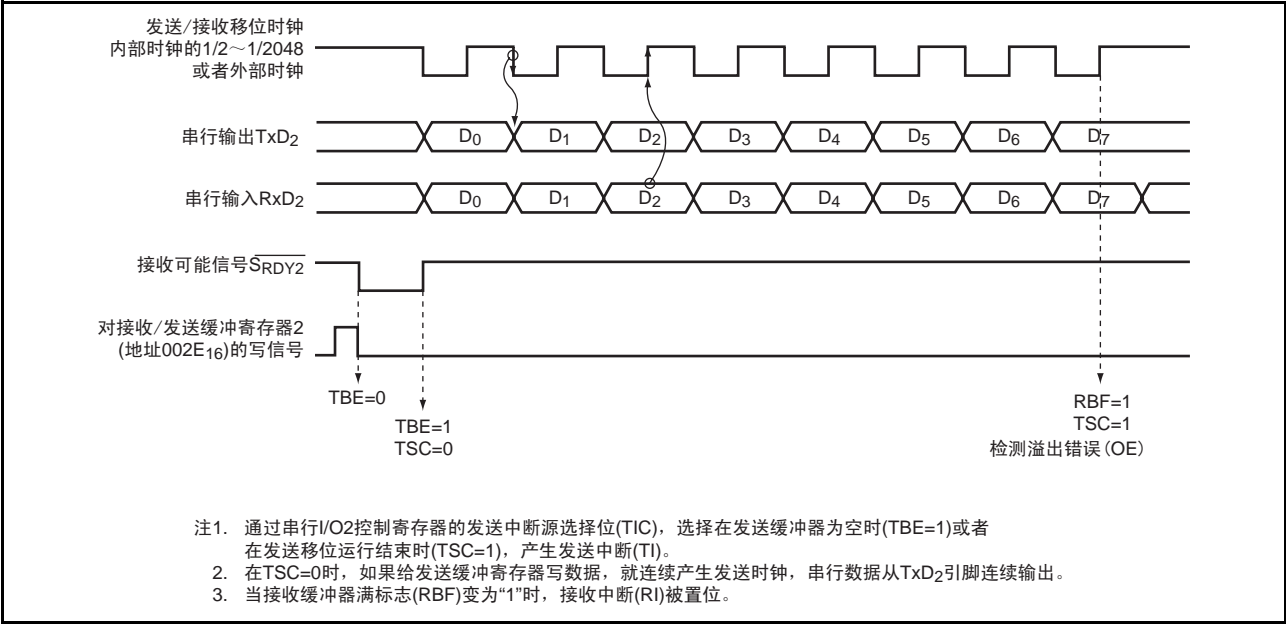 发送/接收移位时钟
内部时钟的1/2～1/2048
或者外部时钟
串行输出TxD2
D0 D1 D2 D3 D4 D5 D6 D7
串行输入RxD2
D0 D1 D2 D3 D4 D5 D6 D7
接收可能信号SRDY2
对接收/发送缓冲寄存器2
(地址002E16)的写信号
TBE=0
TBE=1
TSC=0
RBF=1
TSC=1
检测溢出错误(OE)
注1. 通过串行I/O2控制寄存器的发送中断源选择位(TIC)，选择在发送缓冲器为空时(TBE=1)或者
在发送移位运行结束时(TSC=1)，产生发送中断(TI)。
2. 在TSC=0时，如果给发送缓冲寄存器写数据，就连续产生发送时钟，串行数据从TxD2引脚连续输出。
3. 当接收缓冲器满标志(RBF)变为“1”时，接收中断(RI)被置位。